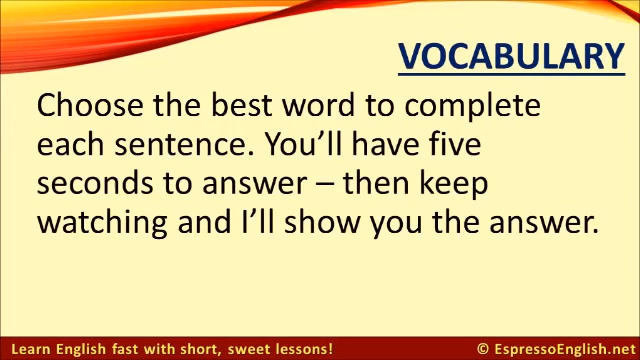 VOCABULARY
Choose the best word to complete
each sentence. You’ll have five
seconds to answer – then keep
watching and I’ll show you the answer.
Learn English fast with short, sweet lessons!
© EspressoEnglish.net